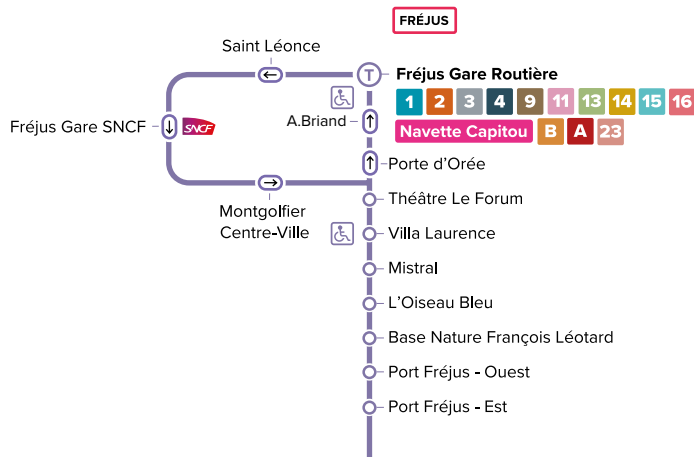 FRÉJUS
Saint Léonce
T
Fréjus Gare Routière
1 2 3 4 9 11 13 14 15 16
A.Briand
Navette Capitou B A 23
Fréjus Gare SNCF
SNCF
Porte d'Orée
Montgolfier
Centre-Ville
Théâtre Le Forum
Villa Laurence
Mistral
L'Oiseau Bleu
Base Nature François Léotard
Port Fréjus - Ouest
Port Fréjus - Est